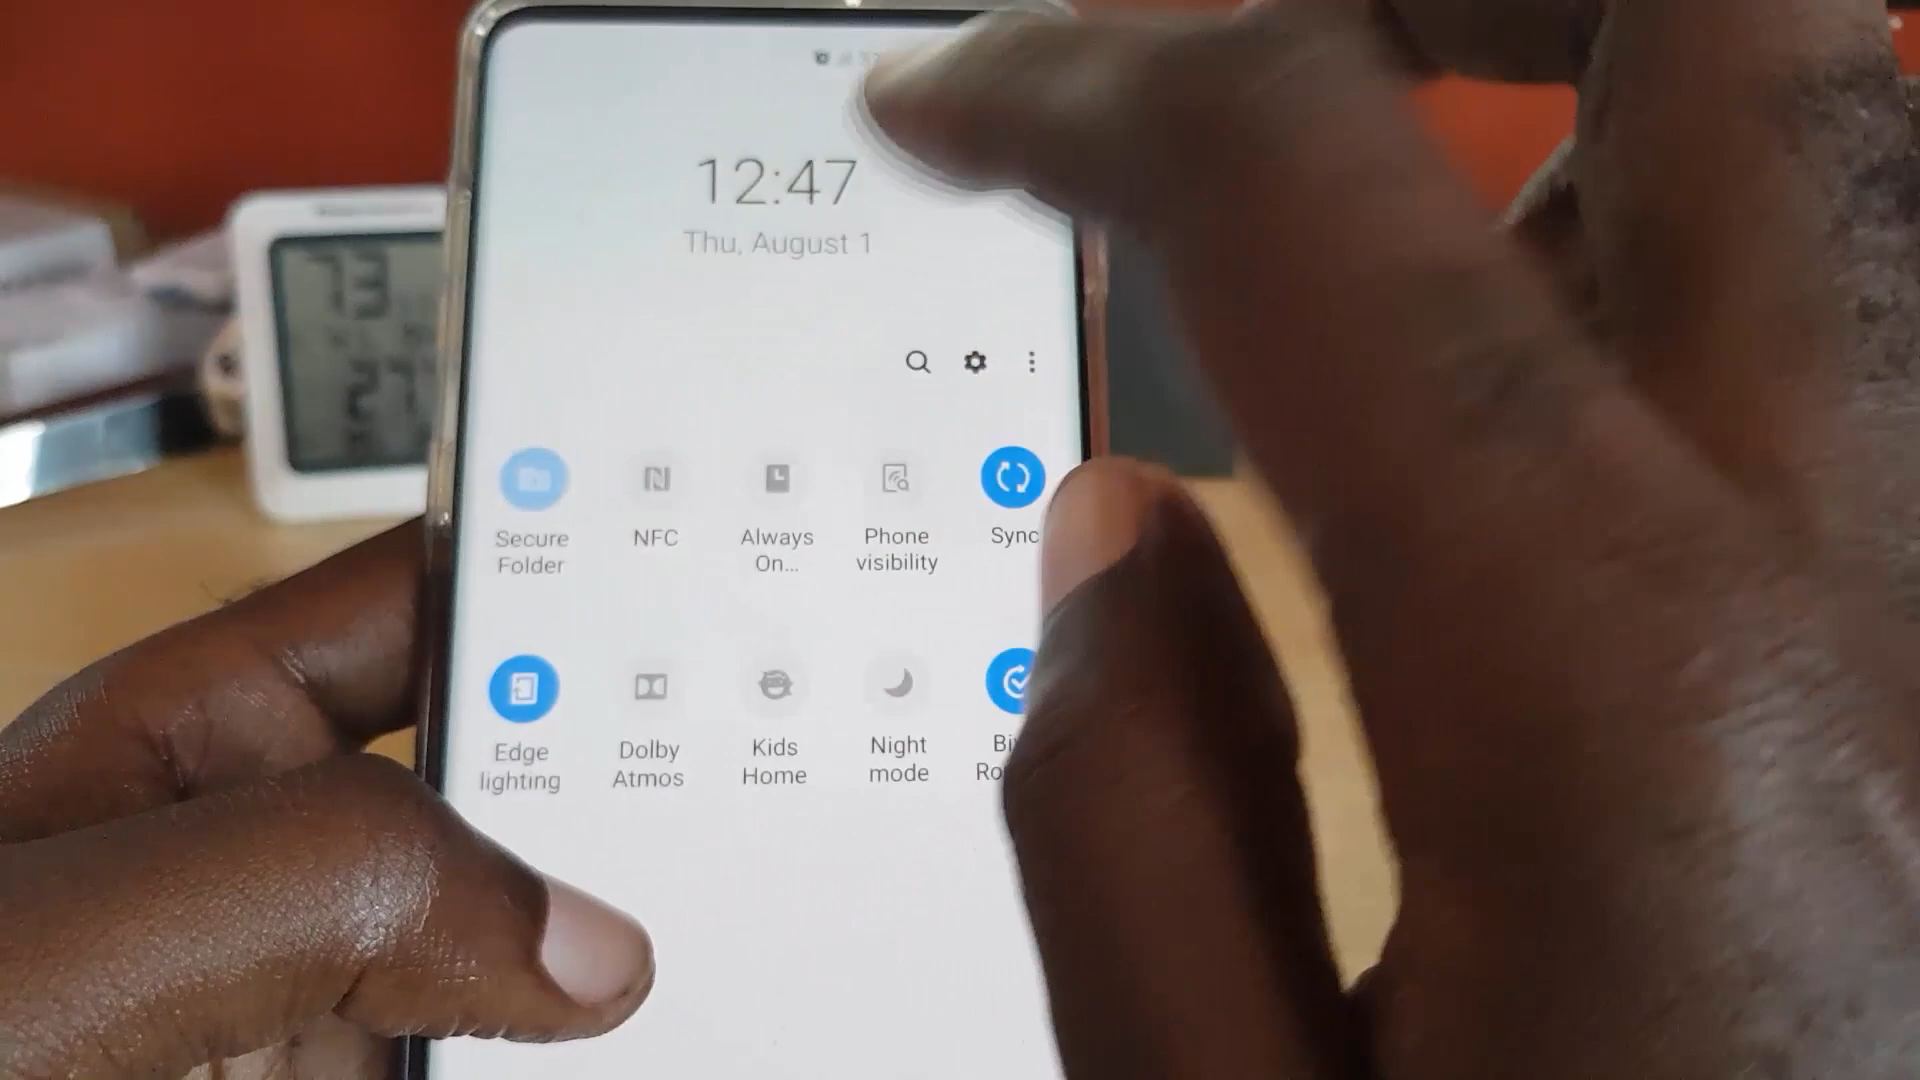 12:47
Thu, August 1
Secure
Folder
NFC
Always
On...
Phone
visibility
Sync
Edge
lighting
Dolby
Atmos
Kids
Home
Night
mode